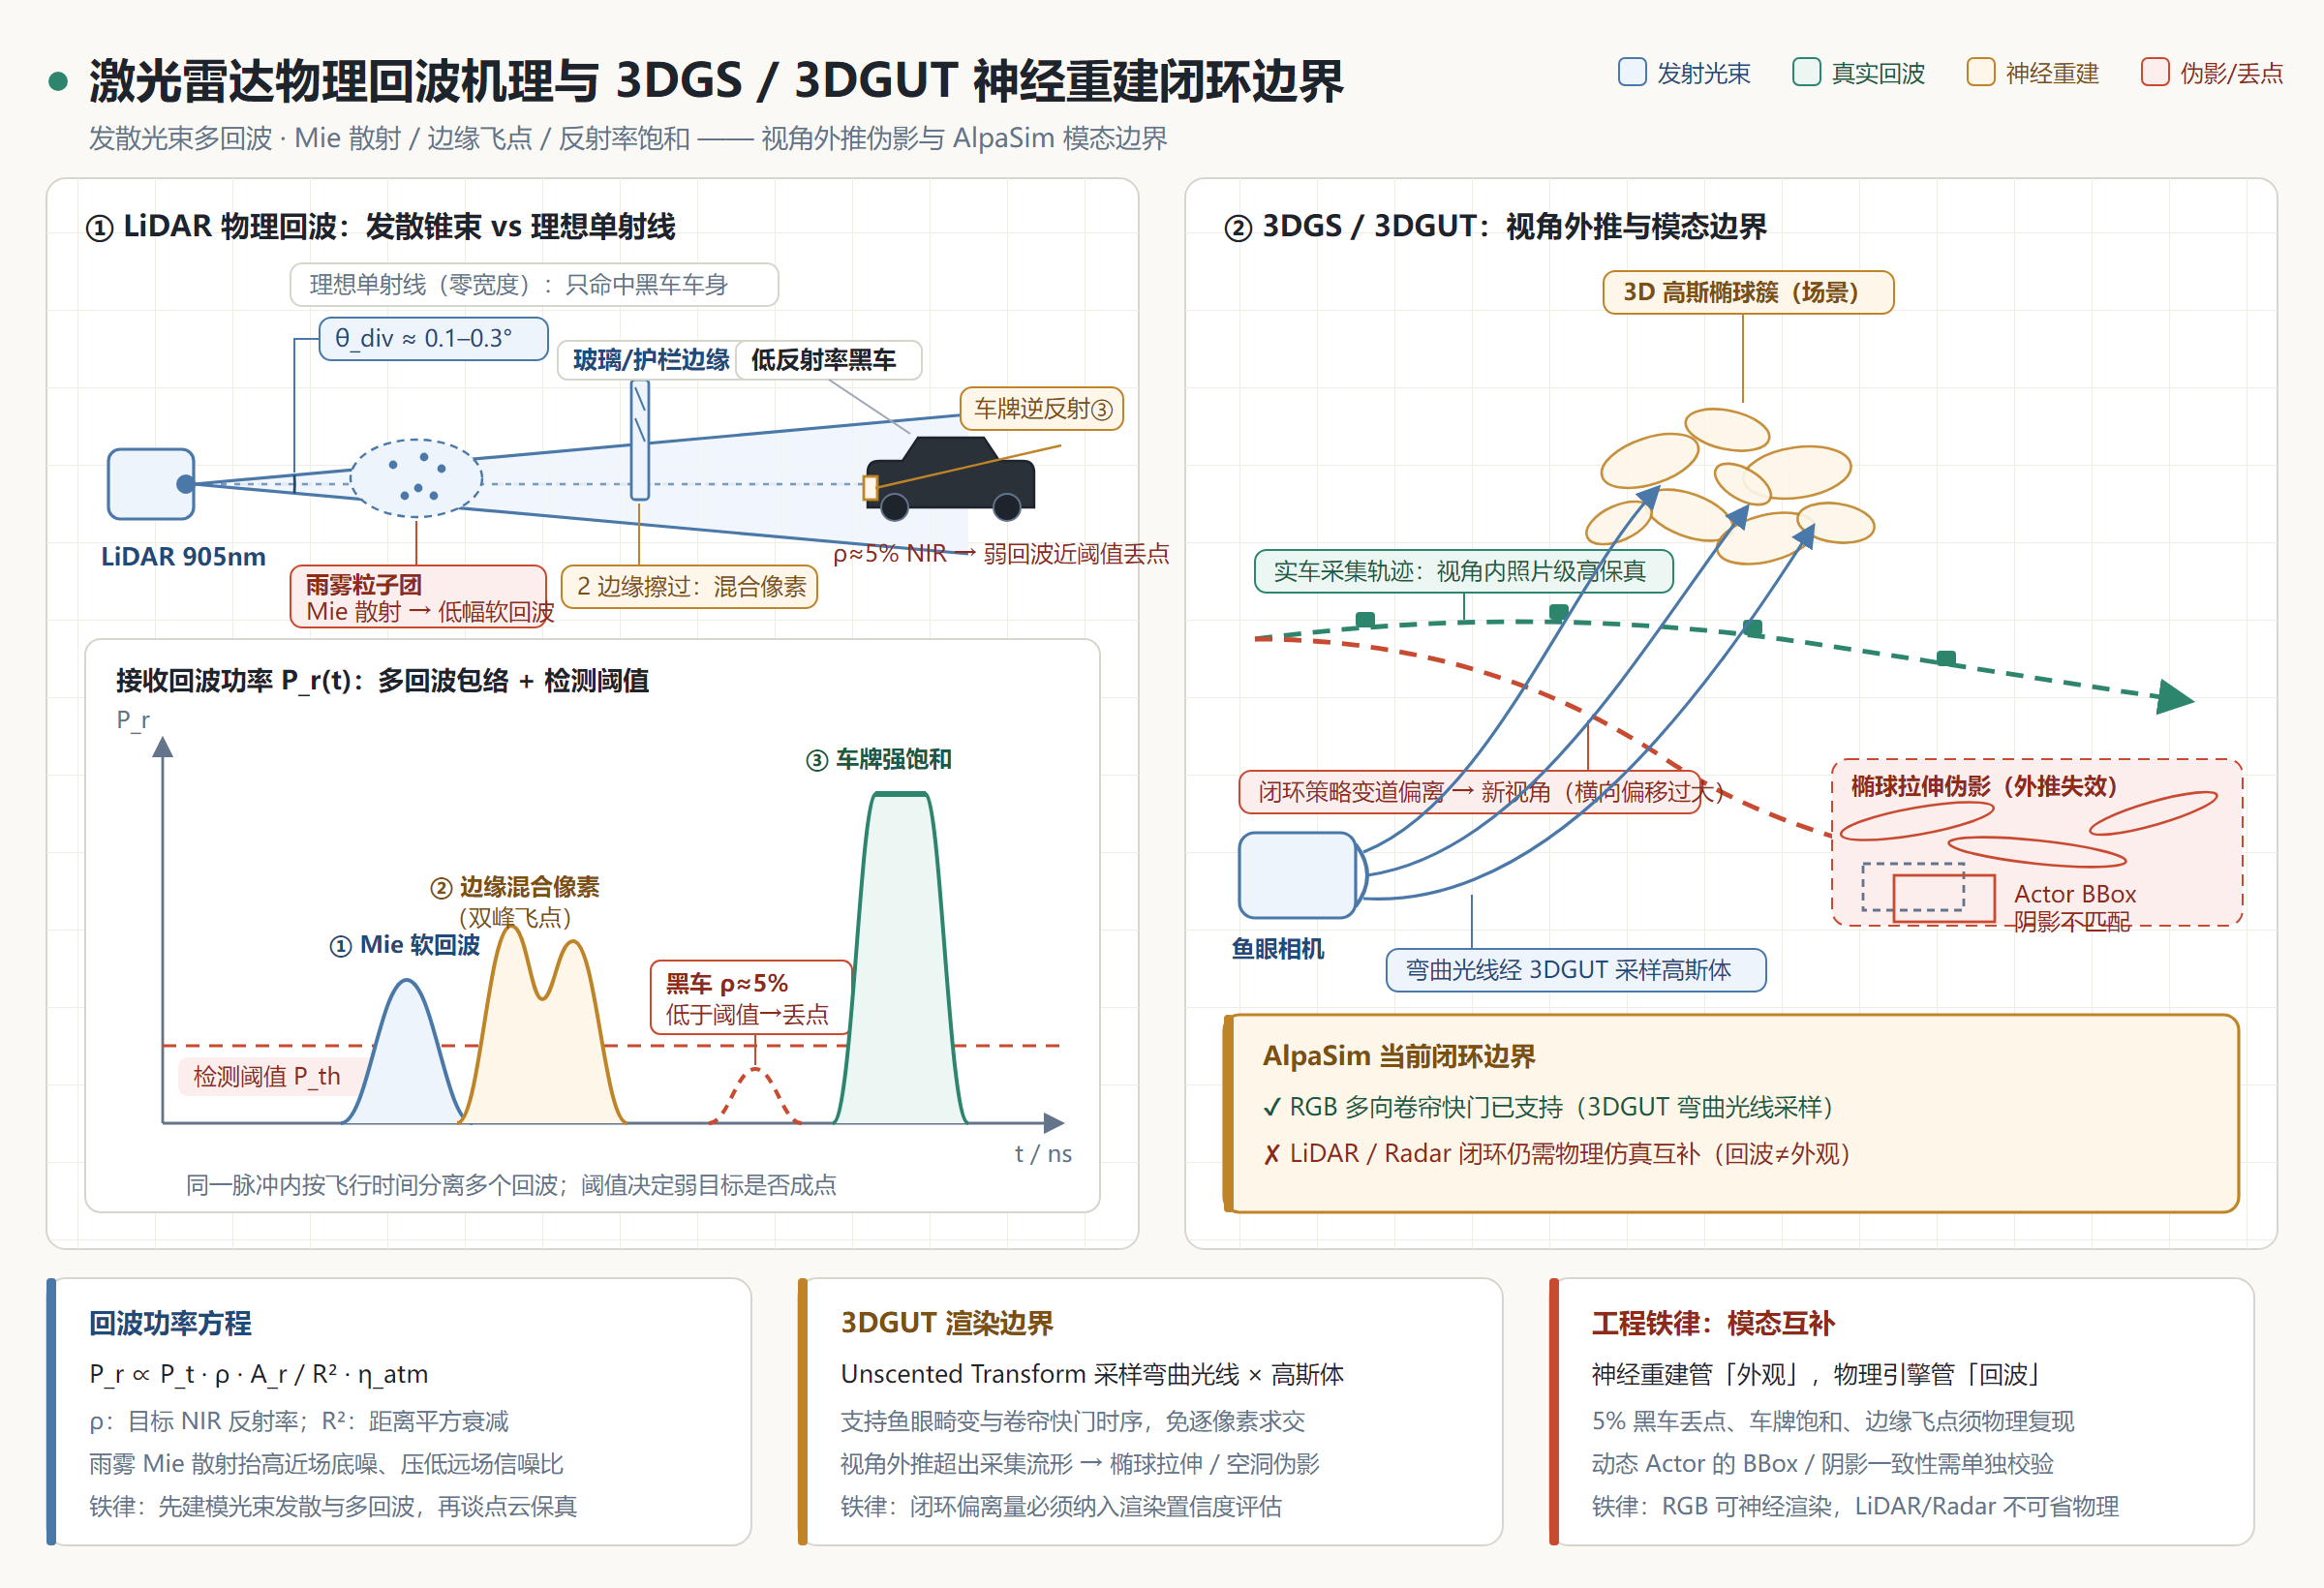 激光雷达物理回波机理与 3DGS / 3DGUT 神经重建闭环边界
发散光束多回波 · Mie 散射 / 边缘飞点 / 反射率饱和 —— 视角外推伪影与 AlpaSim 模态边界
发射光束
真实回波
神经重建
伪影/丢点
① LiDAR 物理回波：发散锥束 vs 理想单射线
理想单射线（零宽度）：只命中黑车车身
θ_div ≈ 0.1–0.3°
玻璃/护栏边缘
低反射率黑车
车牌逆反射③
LiDAR 905nm
ρ≈5% NIR → 弱回波近阈值丢点
雨雾粒子团
Mie 散射 → 低幅软回波
2 边缘擦过：混合像素
接收回波功率 P_r(t)：多回波包络 + 检测阈值
P_r
③ 车牌强饱和
② 边缘混合像素
（双峰飞点）
① Mie 软回波
黑车 ρ≈5%
低于阈值→丢点
检测阈值 P_th
t / ns
同一脉冲内按飞行时间分离多个回波；阈值决定弱目标是否成点
② 3DGS / 3DGUT：视角外推与模态边界
3D 高斯椭球簇（场景）
实车采集轨迹：视角内照片级高保真
闭环策略变道偏离 → 新视角（横向偏移过大）
椭球拉伸伪影（外推失效）
Actor BBox
阴影不匹配
鱼眼相机
弯曲光线经 3DGUT 采样高斯体
AlpaSim 当前闭环边界
✓ RGB 多向卷帘快门已支持（3DGUT 弯曲光线采样）
✗ LiDAR / Radar 闭环仍需物理仿真互补（回波≠外观）
回波功率方程
P_r ∝ P_t · ρ · A_r / R² · η_atm
ρ：目标 NIR 反射率；R²：距离平方衰减
雨雾 Mie 散射抬高近场底噪、压低远场信噪比
铁律：先建模光束发散与多回波，再谈点云保真
3DGUT 渲染边界
Unscented Transform 采样弯曲光线 × 高斯体
支持鱼眼畸变与卷帘快门时序，免逐像素求交
视角外推超出采集流形 → 椭球拉伸 / 空洞伪影
铁律：闭环偏离量必须纳入渲染置信度评估
工程铁律：模态互补
神经重建管「外观」，物理引擎管「回波」
5% 黑车丢点、车牌饱和、边缘飞点须物理复现
动态 Actor 的 BBox / 阴影一致性需单独校验
铁律：RGB 可神经渲染，LiDAR/Radar 不可省物理